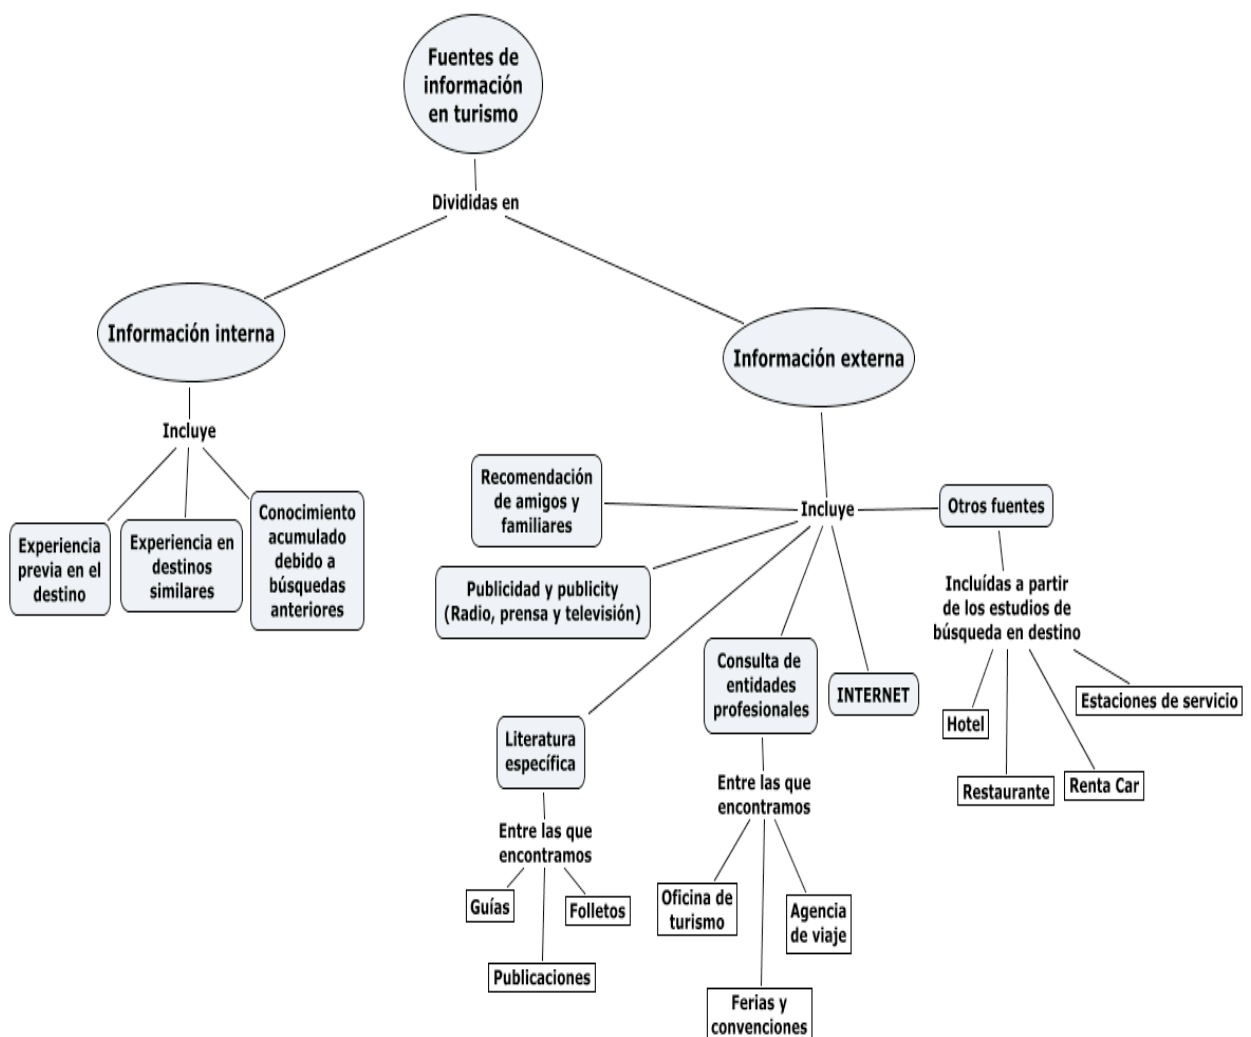 Fuentes de
información
en turismo
Divididas en
Información interna
Incluye
Experiencia
previa en el
destino
Experiencia en
destinos
similares
Conocimiento
acumulado
debido a
búsquedas
anteriores
Información externa
Incluye
Recomendación
de amigos y
familiares
Publicidad y publicity
(Radio, prensa y televisión)
Literatura
específica
Entre las que
encontramos
Guías
Publicaciones
Folletos
Consulta de
entidades
profesionales
Entre las que
encontramos
Oficina de
turismo
Ferias y
convenciones
Agencia
de viaje
INTERNET
Otros fuentes
Incluídas a partir
de los estudios de
búsqueda en destino
Hotel
Restaurante
Renta Car
Estaciones de servicio